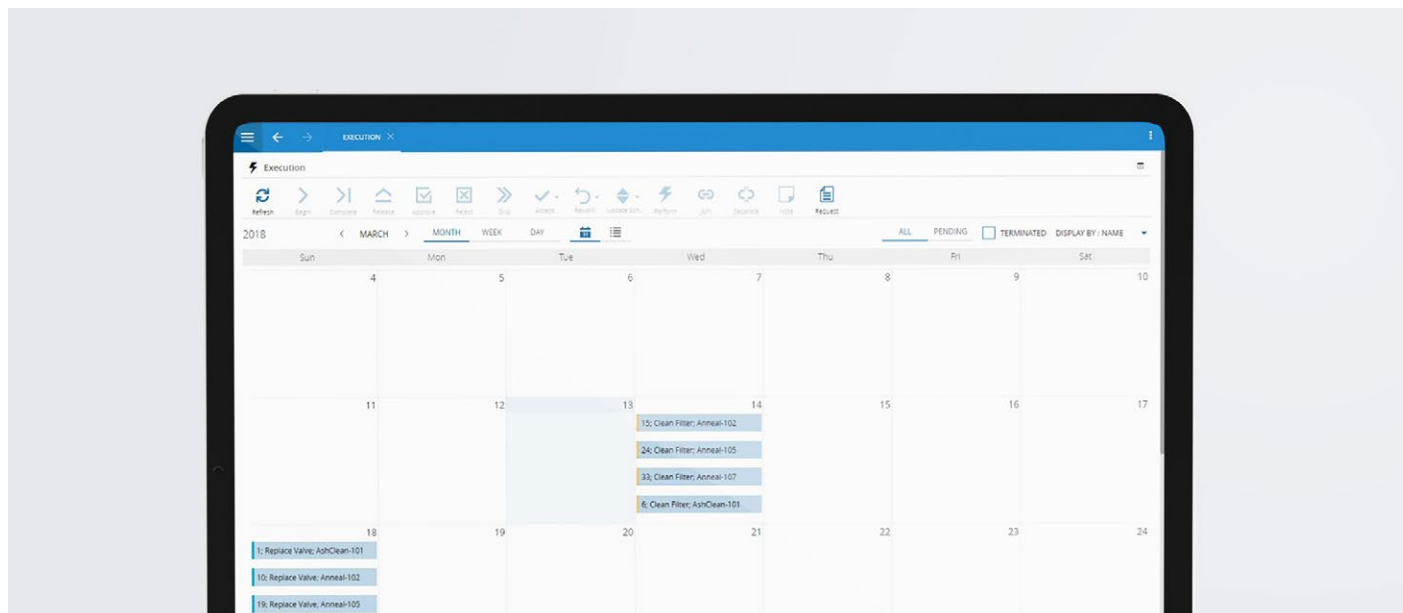 EXECUTION
Execution
Refresh Begin Complete Release Approve Reject Skip Accept Rework Update Sch. Perform Join Separate Note Request
2018 MARCH MONTH WEEK DAY ALL PENDING TERMINATED DISPLAY BY : NAME
Sun Mon Tue Wed Thu Fri Sat
4 5 6 7 8 9 10
11 12 13 14 15 16 17
15; Clean Filter; Anneal-102
24; Clean Filter; Anneal-105
33; Clean Filter; Anneal-107
6; Clean Filter; AshClean-101
18 19 20 21 22 23 24
1; Replace Valve; AshClean-101
10; Replace Valve; Anneal-102
19; Replace Valve; Anneal-105